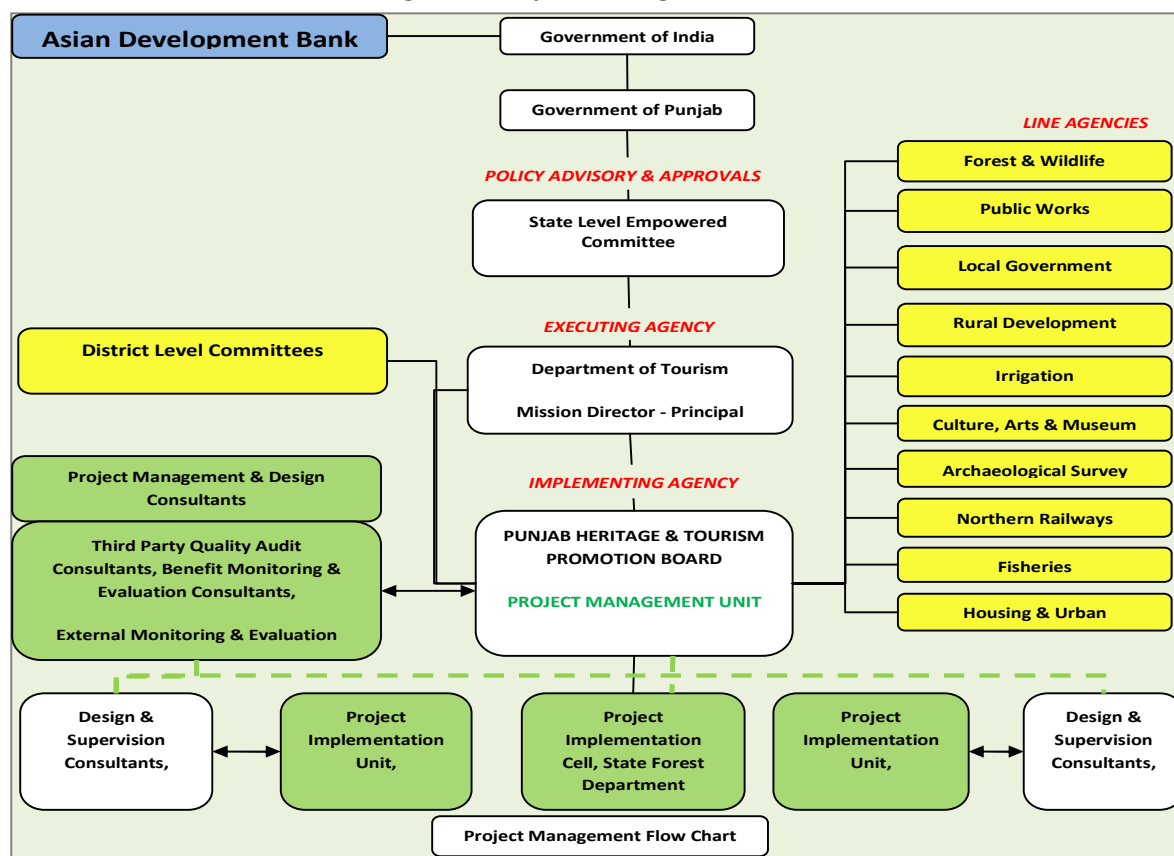 Asian Development Bank
Government of India
Government of Punjab
LINE AGENCIES
Forest & Wildlife
POLICY ADVISORY & APPROVALS
Public Works
State Level Empowered
Committee
Local Government
EXECUTING AGENCY
Rural Development
District Level Committees
Department of Tourism
Mission Director - Principal
Irrigation
Culture, Arts & Museum
Archaeological Survey
Northern Railways
Fisheries
Housing & Urban
Project Management & Design
Consultants
IMPLEMENTING AGENCY
Third Party Quality Audit
Consultants, Benefit Monitoring &
Evaluation Consultants,
External Monitoring & Evaluation
PUNJAB HERITAGE & TOURISM
PROMOTION BOARD
PROJECT MANAGEMENT UNIT
Design &
Supervision
Consultants,
Project
Implementation
Unit,
Project
Implementation
Cell, State Forest
Department
Project
Implementation
Unit,
Design &
Supervision
Consultants,
Project Management Flow Chart